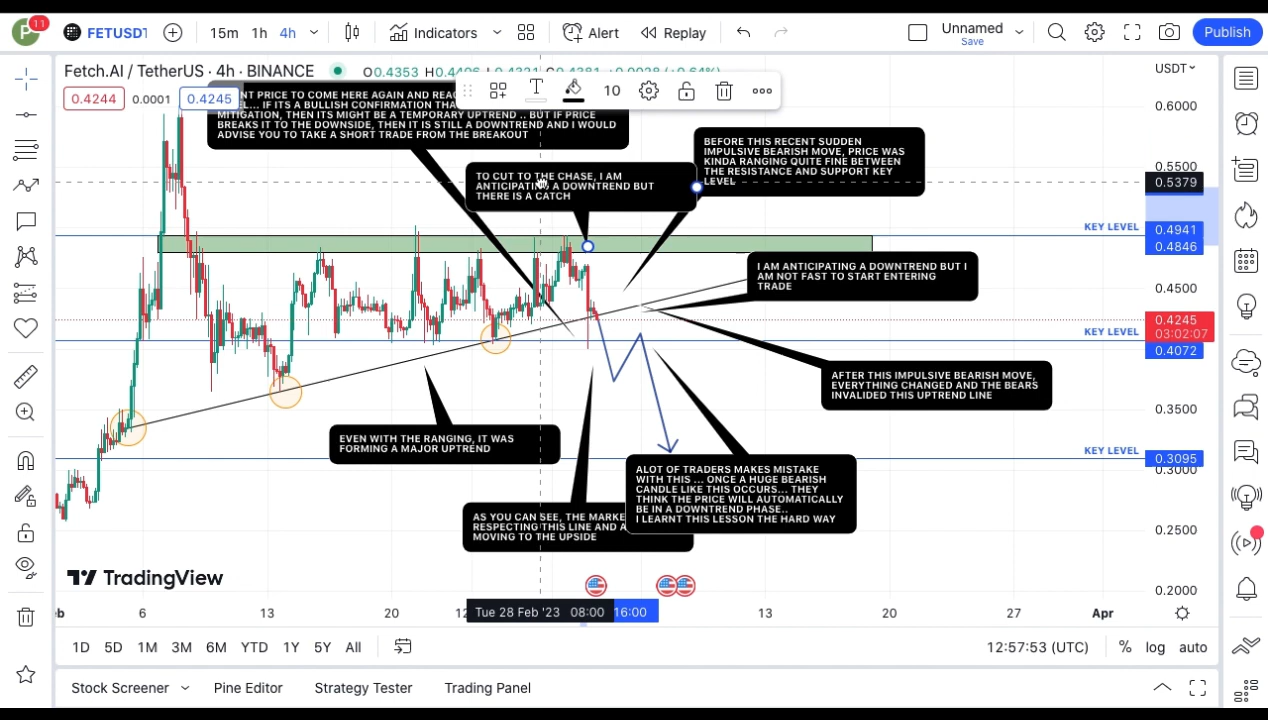 P
11
FETUSDT
15m 1h 4h
Indicators
Alert
Replay
Unnamed
Save
Publish
Fetch.AI / TetherUS · 4h · BINANCE
O0.4353
USDT
0.4244 0.0001 0.4245
10
PRICE TO COME HERE AGAIN AND
IF ITS A BULLISH CONFIRMATION
MITIGATION, THEN ITS MIGHT BE A TEMPORARY UPTREND .. BUT IF PRICE
BREAKS IT TO THE DOWNSIDE, THEN IT IS STILL A DOWNTREND AND I WOULD
ADVISE YOU TO TAKE A SHORT TRADE FROM THE BREAKOUT
BEFORE THIS RECENT SUDDEN
IMPULSIVE BEARISH MOVE, PRICE WAS
KINDA RANGING QUITE FINE BETWEEN
THE RESISTANCE AND SUPPORT KEY
LEVEL
TO CUT TO THE CHASE, I AM
ANTICIPATING A DOWNTREND BUT
THERE IS A CATCH
I AM ANTICIPATING A DOWNTREND BUT I
AM NOT FAST TO START ENTERING
TRADE
AFTER THIS IMPULSIVE BEARISH MOVE,
EVERYTHING CHANGED AND THE BEARS
INVALIDED THIS UPTREND LINE
EVEN WITH THE RANGING, IT WAS
FORMING A MAJOR UPTREND
ALOT OF TRADERS MAKES MISTAKE
WITH THIS ... ONCE A HUGE BEARISH
CANDLE LIKE THIS OCCURS... THEY
THINK THE PRICE WILL AUTOMATICALLY
BE IN A DOWNTREND PHASE..
I LEARNT THIS LESSON THE HARD WAY
AS YOU CAN SEE, THE
RESPECTING THIS LINE AND
MOVING TO THE UPSIDE
KEY LEVEL
KEY LEVEL
KEY LEVEL
0.6000
0.5500
0.5379
0.4941
0.4846
0.4500
0.4245
03:02:07
0.4072
0.3500
0.3095
0.3000
0.2500
0.2000
TradingView
6 13 20
Tue 28 Feb '23 08:00 16:00
13 20 27 Apr
1D 5D 1M 3M 6M YTD 1Y 5Y All
12:57:53 (UTC)
% log auto
Stock Screener
Pine Editor
Strategy Tester
Trading Panel